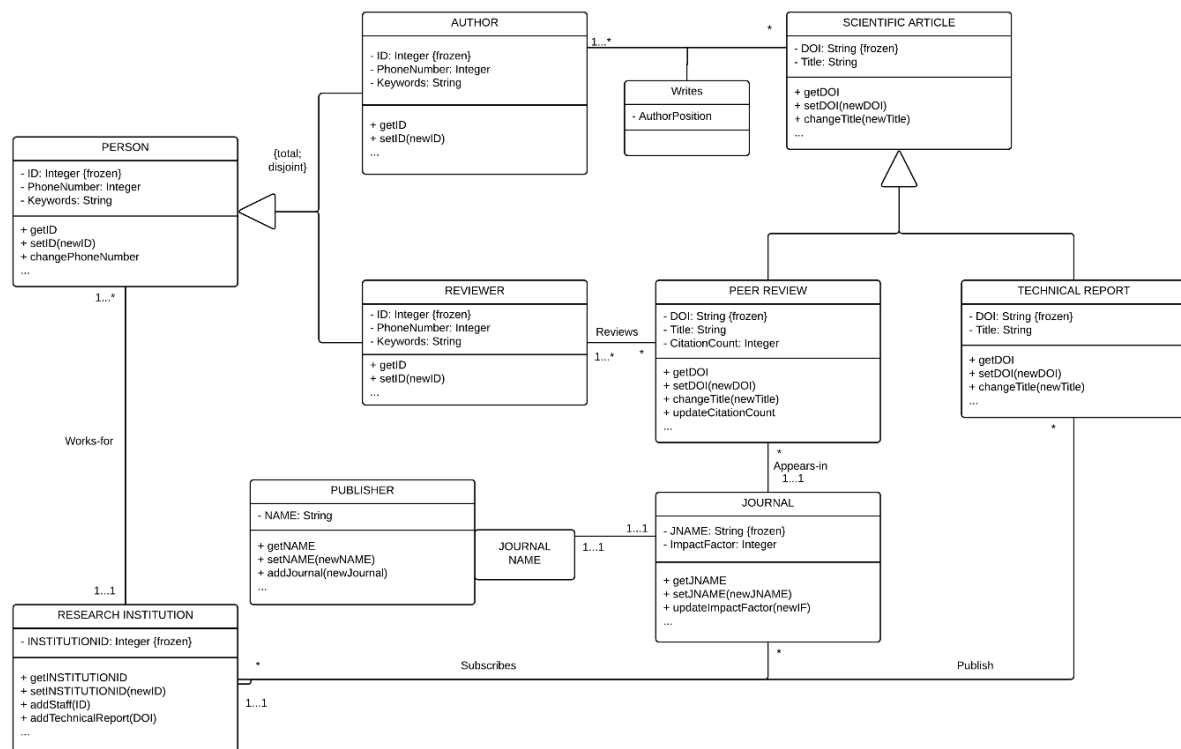 AUTHOR
- ID: Integer {frozen}
- PhoneNumber: Integer
- Keywords: String
+ getID
+ setID(newID)
...
1...*
*
Writes
- AuthorPosition
SCIENTIFIC ARTICLE
- DOI: String {frozen}
- Title: String
+ getDOI
+ setDOI(newDOI)
+ changeTitle(newTitle)
...
PERSON
- ID: Integer {frozen}
- PhoneNumber: Integer
- Keywords: String
+ getID
+ setID(newID)
+ changePhoneNumber
...
{total;
disjoint}
1...*
Works-for
1...1
REVIEWER
- ID: Integer {frozen}
- PhoneNumber: Integer
- Keywords: String
+ getID
+ setID(newID)
...
Reviews
1...*
*
PEER REVIEW
- DOI: String {frozen}
- Title: String
- CitationCount: Integer
+ getDOI
+ setDOI(newDOI)
+ changeTitle(newTitle)
+ updateCitationCount
...
TECHNICAL REPORT
- DOI: String {frozen}
- Title: String
+ getDOI
+ setDOI(newDOI)
+ changeTitle(newTitle)
...
*
*
Appears-in
1...1
PUBLISHER
- NAME: String
+ getNAME
+ setNAME(newNAME)
+ addJournal(newJournal)
...
JOURNAL
NAME
1...1
1...1
JOURNAL
- JNAME: String {frozen}
- ImpactFactor: Integer
+ getJNAME
+ setJNAME(newJNAME)
+ updateImpactFactor(newIF)
...
*
RESEARCH INSTITUTION
- INSTITUTIONID: Integer {frozen}
+ getINSTITUTIONID
+ setINSTITUTIONID(newID)
+ addStaff(ID)
+ addTechnicalReport(DOI)
...
*
Subscribes
Publish
1...1